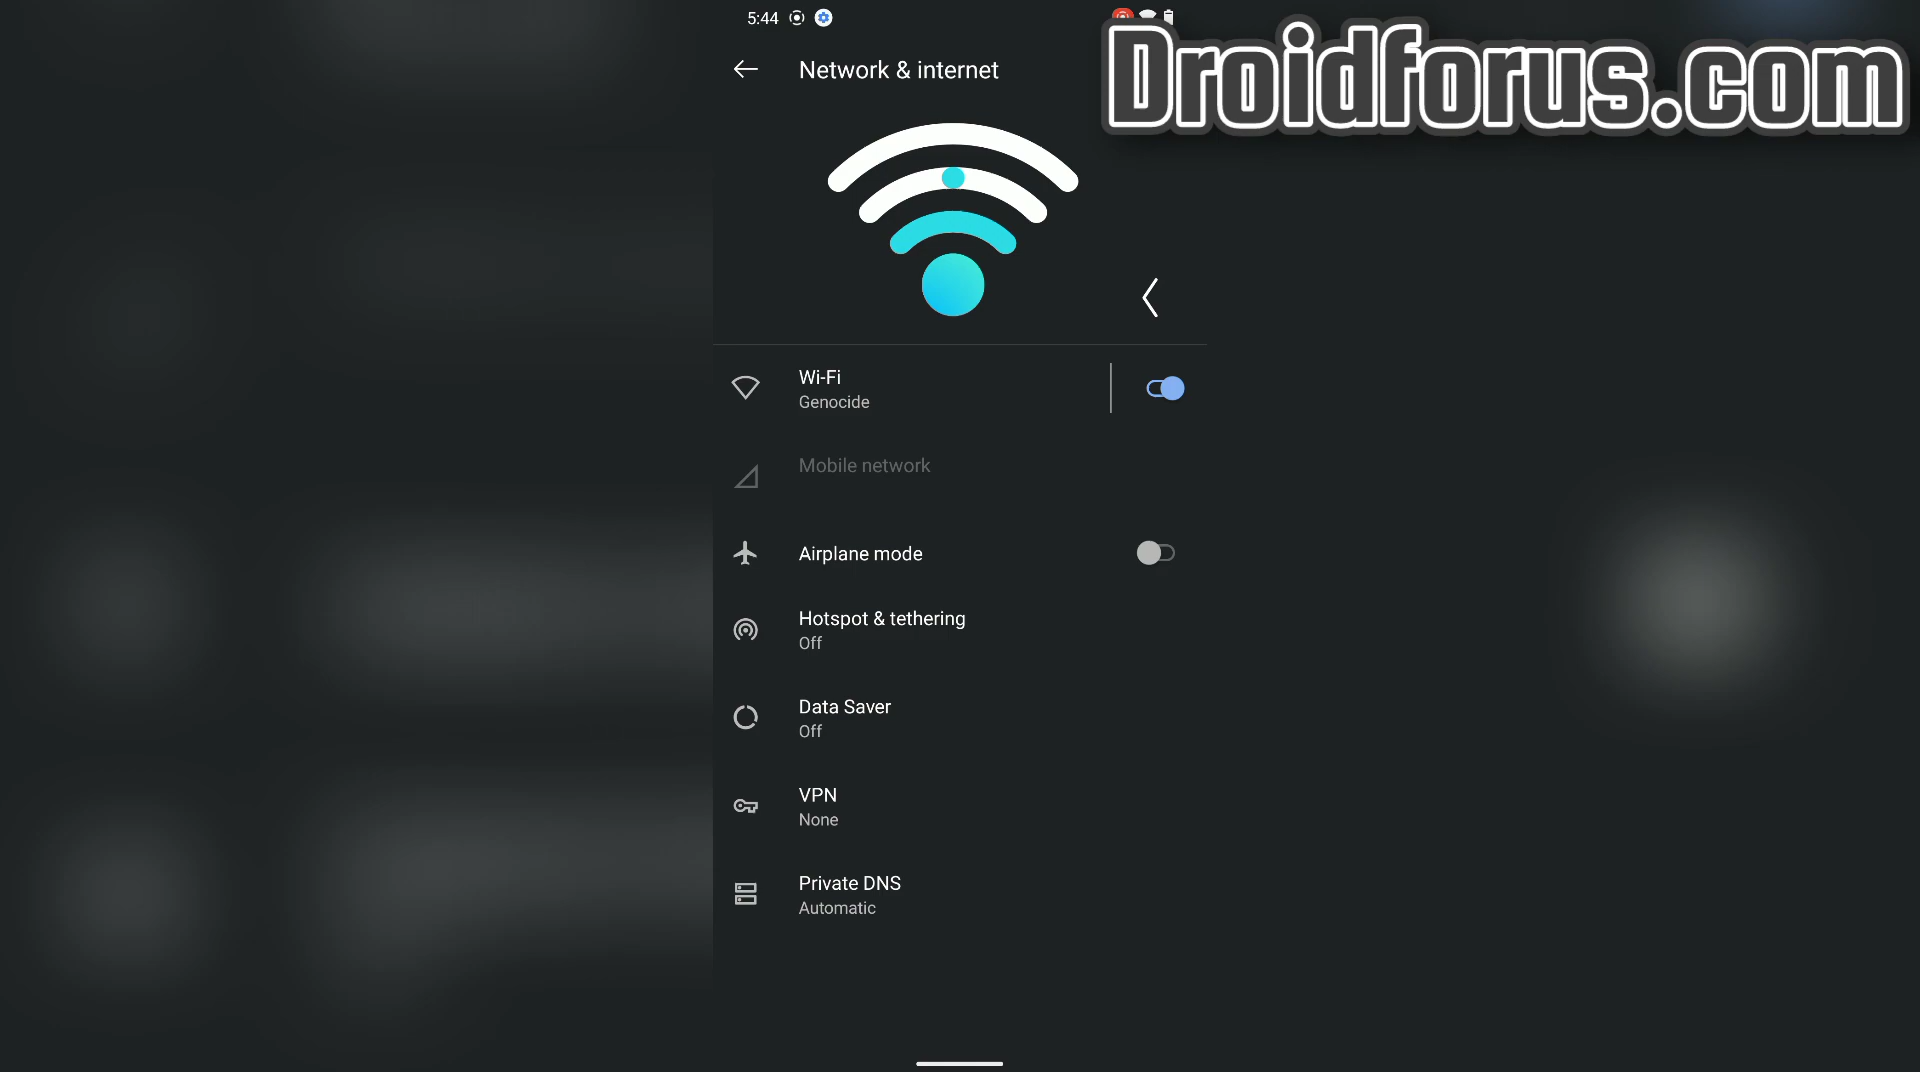 5:44
Droidforus.com
Network & internet
Wi-Fi
Genocide
Mobile network
Airplane mode
Hotspot & tethering
Off
Data Saver
Off
VPN
None
Private DNS
Automatic